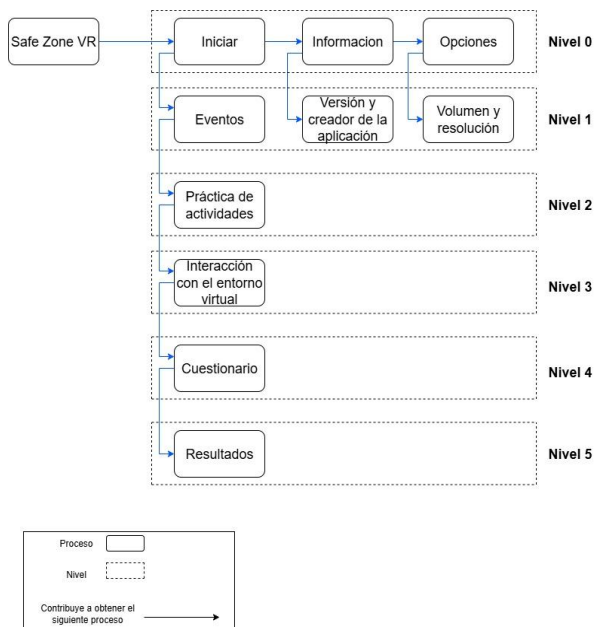 Safe Zone VR
Iniciar
Informacion
Opciones
Nivel 0
Eventos
Versión y
creador de la
aplicación
Volumen y
resolución
Nivel 1
Práctica de
actividades
Nivel 2
Interacción
con el entorno
virtual
Nivel 3
Cuestionario
Nivel 4
Resultados
Nivel 5
Proceso
Nivel
Contribuye a obtener el
siguiente proceso